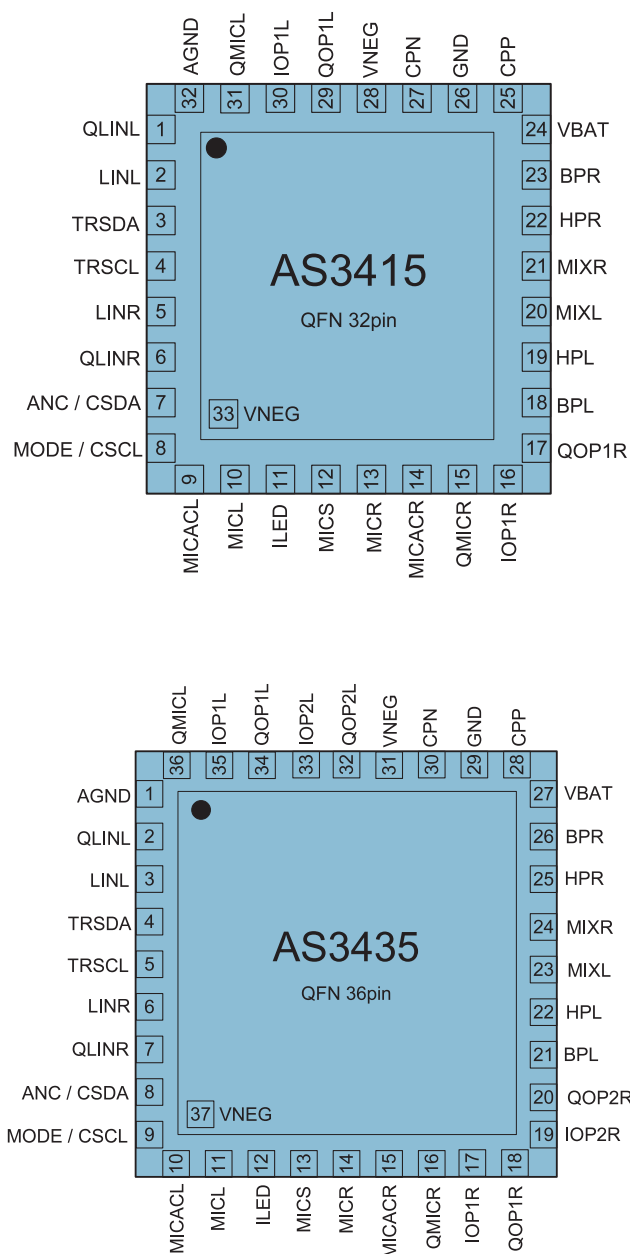 AGND QMICL IOP1L QOP1L VNEG CPN GND CPP
32 31 30 29 28 27 26 25
QLINL 1 24 VBAT
LINL 2 23 BPR
TRSDA 3 22 HPR
TRSCL 4 21 MIXR
AS3415
LINR 5 20 MIXL
QFN 32pin
QLINR 6 19 HPL
ANC / CSDA 7 18 BPL
33 VNEG
MODE / CSCL 8 17 QOP1R
9 10 11 12 13 14 15 16
MICACL MICL ILED MICS MICR MICACR QMICR IOP1R
QMICL IOP1L QOP1L IOP2L QOP2L VNEG CPN GND CPP
36 35 34 33 32 31 30 29 28
AGND 1 27 VBAT
QLINL 2 26 BPR
LINL 3 25 HPR
TRSDA 4 24 MIXR
AS3435
TRSCL 5 23 MIXL
QFN 36pin
LINR 6 22 HPL
QLINR 7 21 BPL
ANC / CSDA 8 20 QOP2R
37 VNEG
MODE / CSCL 9 19 IOP2R
10 11 12 13 14 15 16 17 18
MICACL MICL ILED MICS MICR MICACR QMICR IOP1R QOP1R